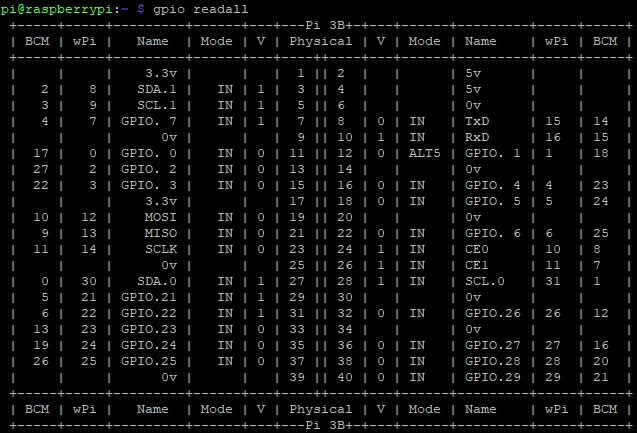 pi@raspberrypi:~ $ gpio readall
 +-----+-----+---------+------+---+---Pi 3B+-+---+------+---------+-----+-----+
 | BCM | wPi |   Name  | Mode | V | Physical | V | Mode | Name    | wPi | BCM |
 +-----+-----+---------+------+---+----++----+---+------+---------+-----+-----+
 |     |     |    3.3v |      |   |  1 || 2  |   |      | 5v      |     |     |
 |   2 |   8 |   SDA.1 |   IN | 1 |  3 || 4  |   |      | 5v      |     |     |
 |   3 |   9 |   SCL.1 |   IN | 1 |  5 || 6  |   |      | 0v      |     |     |
 |   4 |   7 | GPIO. 7 |   IN | 1 |  7 || 8  | 0 | IN   | TxD     | 15  | 14  |
 |     |     |      0v |      |   |  9 || 10 | 1 | IN   | RxD     | 16  | 15  |
 |  17 |   0 | GPIO. 0 |   IN | 0 | 11 || 12 | 0 | ALT5 | GPIO. 1 | 1   | 18  |
 |  27 |   2 | GPIO. 2 |   IN | 0 | 13 || 14 |   |      | 0v      |     |     |
 |  22 |   3 | GPIO. 3 |   IN | 0 | 15 || 16 | 0 | IN   | GPIO. 4 | 4   | 23  |
 |     |     |    3.3v |      |   | 17 || 18 | 0 | IN   | GPIO. 5 | 5   | 24  |
 |  10 |  12 |    MOSI |   IN | 0 | 19 || 20 |   |      | 0v      |     |     |
 |   9 |  13 |    MISO |   IN | 0 | 21 || 22 | 0 | IN   | GPIO. 6 | 6   | 25  |
 |  11 |  14 |    SCLK |   IN | 0 | 23 || 24 | 1 | IN   | CE0     | 10  | 8   |
 |     |     |      0v |      |   | 25 || 26 | 1 | IN   | CE1     | 11  | 7   |
 |   0 |  30 |   SDA.0 |   IN | 1 | 27 || 28 | 1 | IN   | SCL.0   | 31  | 1   |
 |   5 |  21 | GPIO.21 |   IN | 1 | 29 || 30 |   |      | 0v      |     |     |
 |   6 |  22 | GPIO.22 |   IN | 1 | 31 || 32 | 0 | IN   | GPIO.26 | 26  | 12  |
 |  13 |  23 | GPIO.23 |   IN | 0 | 33 || 34 |   |      | 0v      |     |     |
 |  19 |  24 | GPIO.24 |   IN | 0 | 35 || 36 | 0 | IN   | GPIO.27 | 27  | 16  |
 |  26 |  25 | GPIO.25 |   IN | 0 | 37 || 38 | 0 | IN   | GPIO.28 | 28  | 20  |
 |     |     |      0v |      |   | 39 || 40 | 0 | IN   | GPIO.29 | 29  | 21  |
 +-----+-----+---------+------+---+----++----+---+------+---------+-----+-----+
 | BCM | wPi |   Name  | Mode | V | Physical | V | Mode | Name    | wPi | BCM |
 +-----+-----+---------+------+---+---Pi 3B+-+---+------+---------+-----+-----+